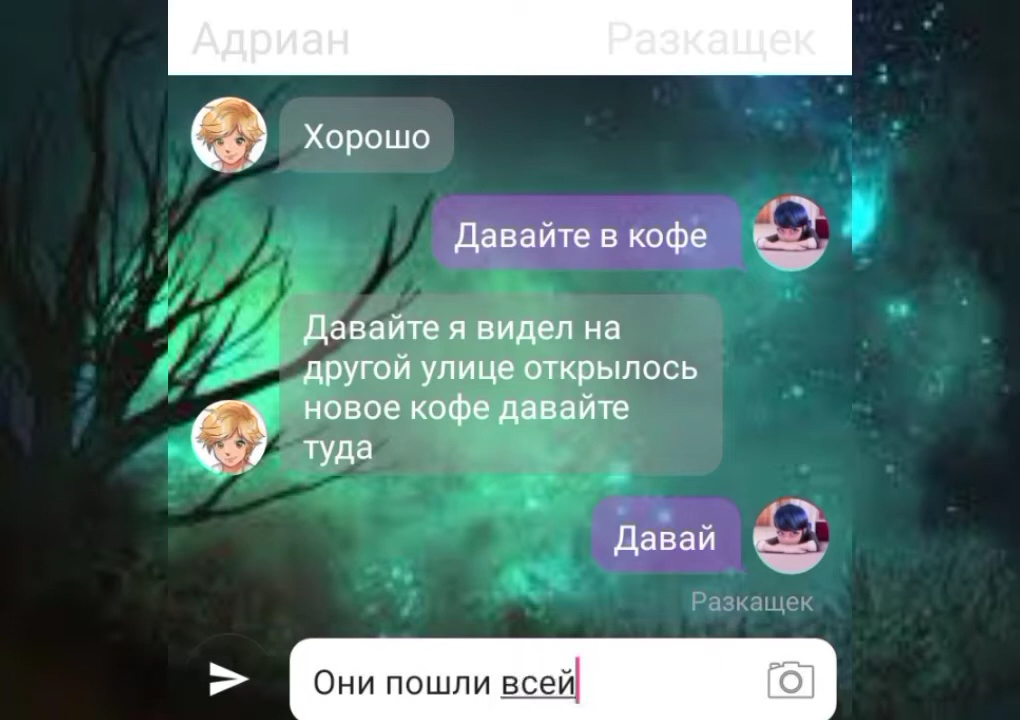 Адриан
Разкащек
Хорошо
Давайте в кофе
Давайте я видел на
другой улице открылось
новое кофе давайте
туда
Давай
Разкащек
Они пошли всей